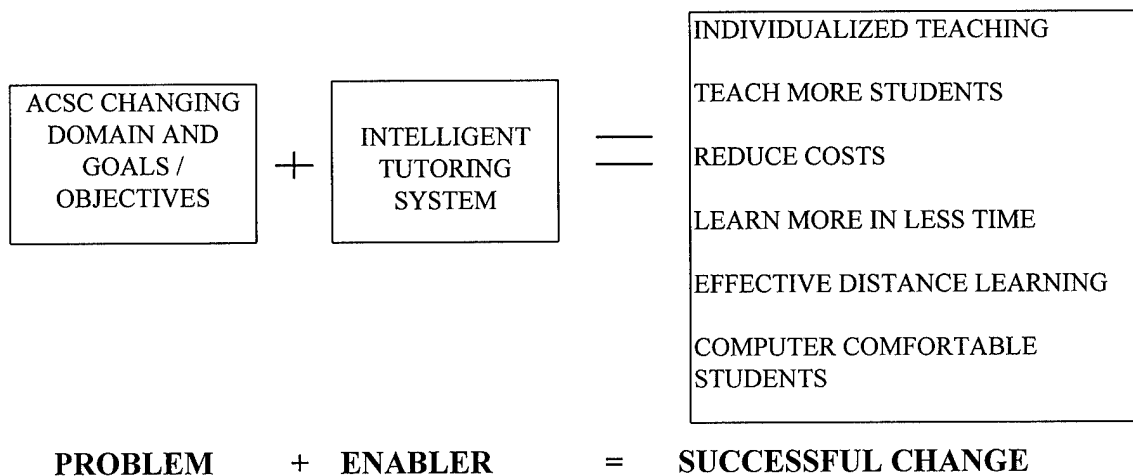 ACSC CHANGING
DOMAIN AND
GOALS /
OBJECTIVES
+
INTELLIGENT
TUTORING
SYSTEM
=
INDIVIDUALIZED TEACHING
TEACH MORE STUDENTS
REDUCE COSTS
LEARN MORE IN LESS TIME
EFFECTIVE DISTANCE LEARNING
COMPUTER COMFORTABLE
STUDENTS
PROBLEM + ENABLER = SUCCESSFUL CHANGE